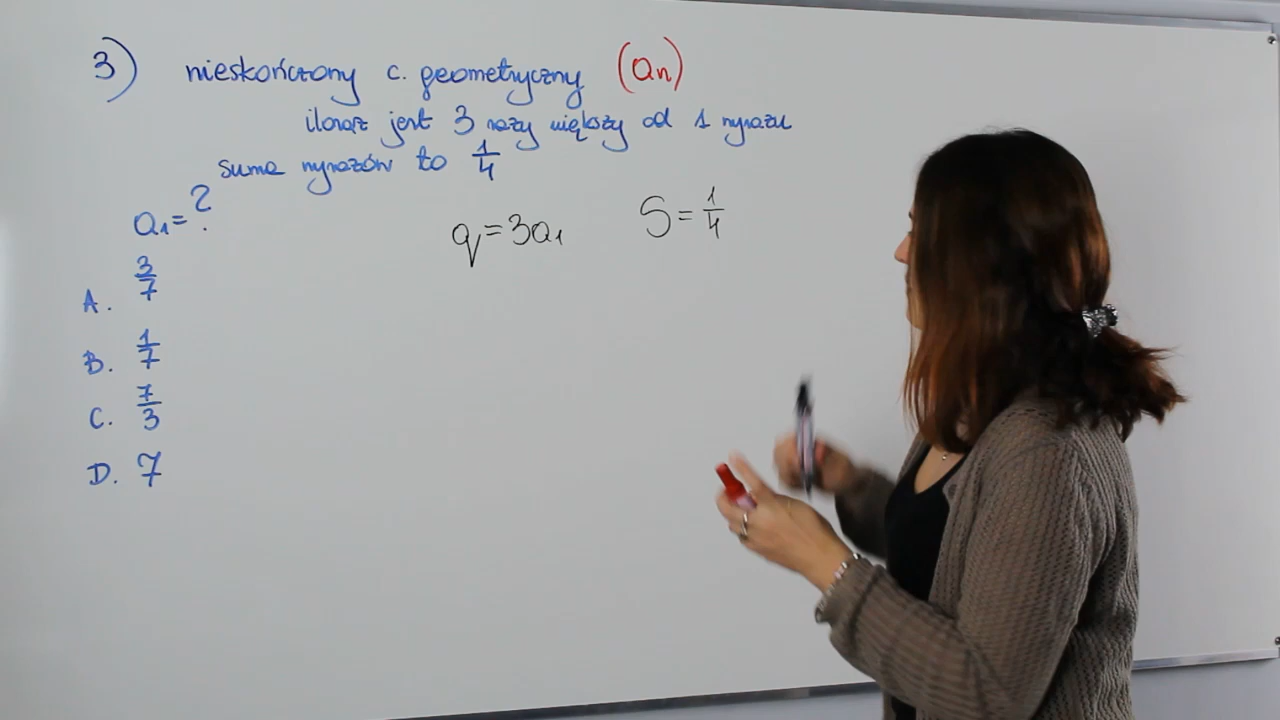 3) nieskończony c. geometryczny (an)
iloraz jest 3 razy większy od 1 wyrazu
suma wyrazów to 1/4
a1 = ?
q = 3a1 S = 1/4
A. 3/7
B. 1/7
C. 7/3
D. 7